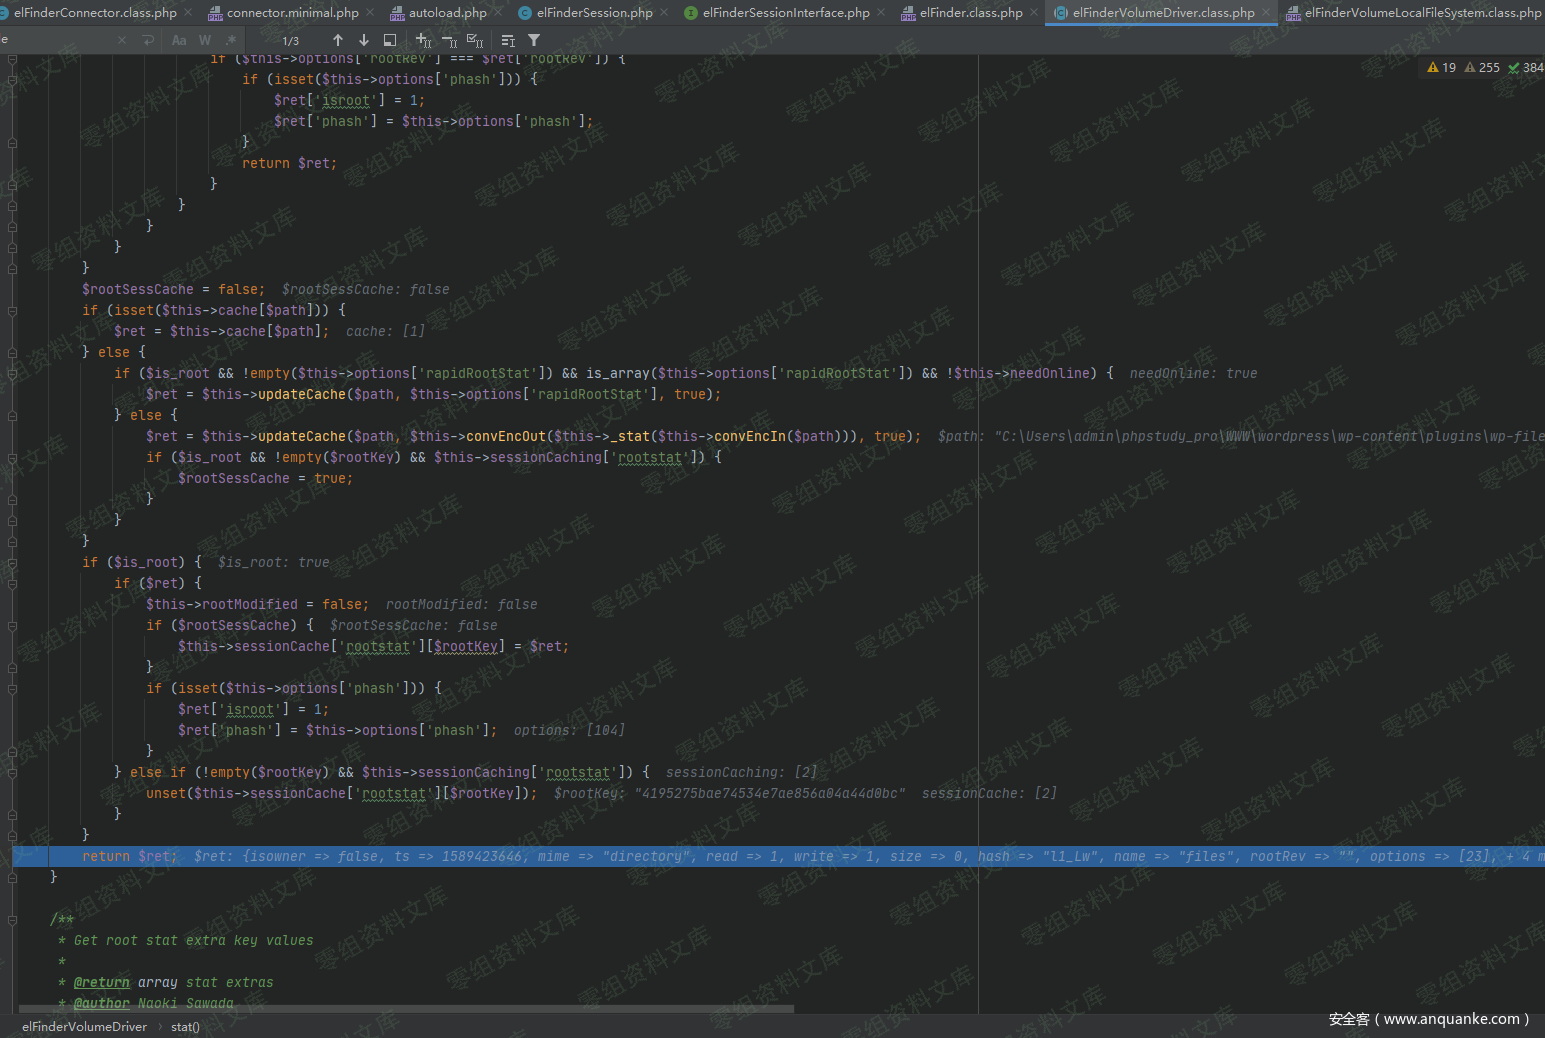 elFinderConnector.class.php × connector.minimal.php × autoload.php × elFinderSession.php × elFinderSessionInterface.php × elFinder.class.php × elFinderVolumeDriver.class.php × elFinderVolumeLocalFileSystem.class.php
e × Aa W .* 1/3
19 255 384
if ($this->options['rootRev'] === $ret['rootRev']) {
if (isset($this->options['phash'])) {
$ret['isroot'] = 1;
$ret['phash'] = $this->options['phash'];
}
return $ret;
}
}
}
}
}
$rootSessCache = false; $rootSessCache: false
if (isset($this->cache[$path])) {
$ret = $this->cache[$path]; cache: [1]
} else {
if ($is_root && !empty($this->options['rapidRootStat']) && is_array($this->options['rapidRootStat']) && !$this->needOnline) { needOnline: true
$ret = $this->updateCache($path, $this->options['rapidRootStat'], true);
} else {
$ret = $this->updateCache($path, $this->convEncOut($this->_stat($this->convEncIn($path))), true); $path: "C:\Users\admin\phpstudy_pro\WWW\wordpress\wp-content\plugins\wp-file
if ($is_root && !empty($rootKey) && $this->sessionCaching['rootstat']) {
$rootSessCache = true;
}
}
}
if ($is_root) { $is_root: true
if ($ret) {
$this->rootModified = false; rootModified: false
if ($rootSessCache) { $rootSessCache: false
$this->sessionCache['rootstat'][$rootKey] = $ret;
}
if (isset($this->options['phash'])) {
$ret['isroot'] = 1;
$ret['phash'] = $this->options['phash']; options: [104]
}
} else if (!empty($rootKey) && $this->sessionCaching['rootstat']) { sessionCaching: [2]
unset($this->sessionCache['rootstat'][$rootKey]); $rootKey: "4195275bae74534e7ae856a04a44d0bc" sessionCache: [2]
}
}
return $ret; $ret: {isowner => false, ts => 1589423646, mime => "directory", read => 1, write => 1, size => 0, hash => "l1_Lw", name => "files", rootRev => "", options => [23], + 4 m
}
/**
* Get root stat extra key values
*
* @return array stat extras
* @author Naoki Sawada
elFinderVolumeDriver › stat()
安全客（www.anquanke.com）
零组资料文库